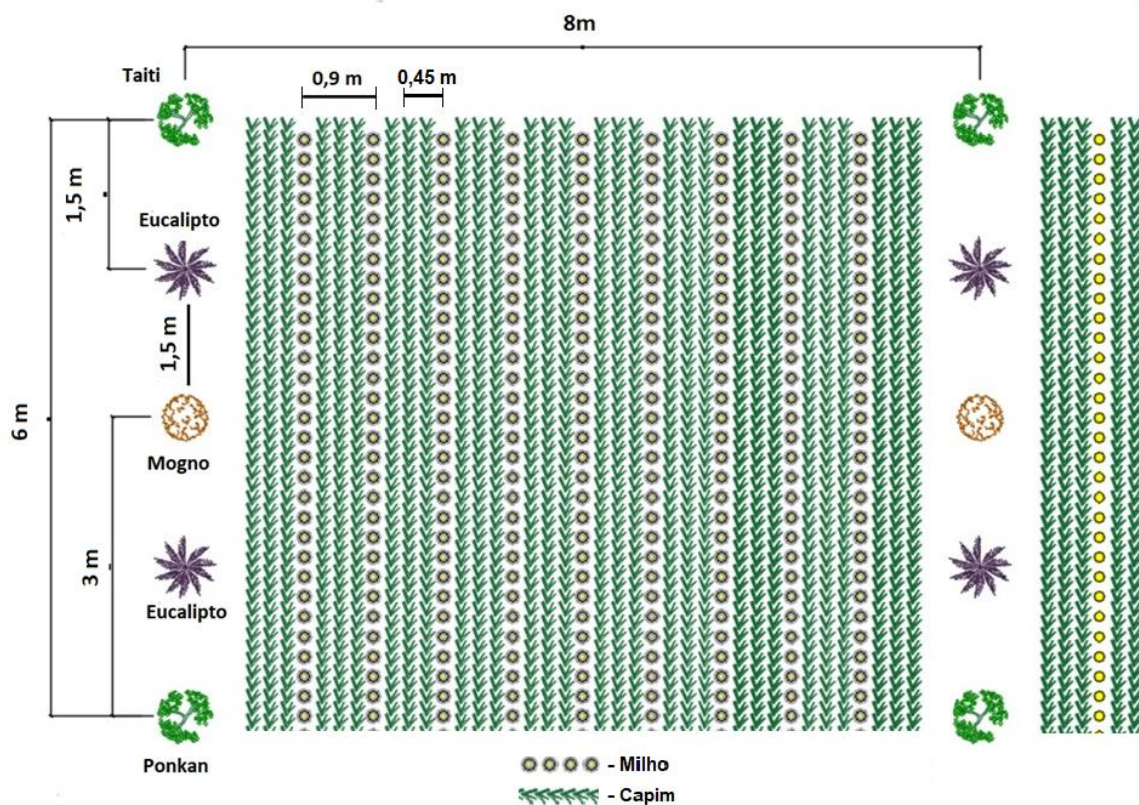 8m
Taiti
0,9 m
0,45 m
1,5 m
Eucalipto
1,5 m
6 m
Mogno
3 m
Eucalipto
Ponkan
- Milho
- Capim